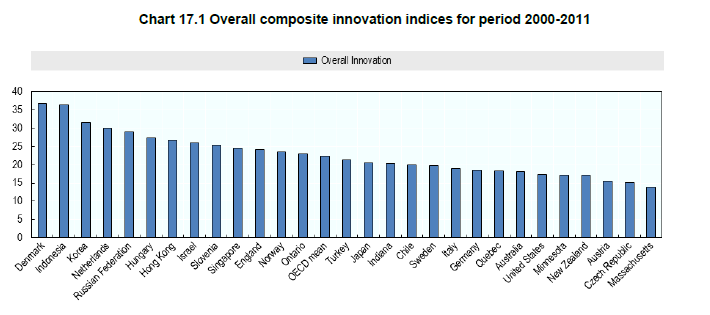 Chart 17.1 Overall composite innovation indices for period 2000-2011
Overall Innovation
40
35
30
25
20
15
10
5
0
Denmark
Indonesia
Korea
Netherlands
Russian Federation
Hungary
Hong Kong
Israel
Slovenia
Singapore
England
Norway
Ontario
OECD mean
Turkey
Japan
Indiana
Chile
Sweden
Italy
Germany
Quebec
Australia
United States
Minnesota
New Zealand
Austria
Czech Republic
Massachusetts